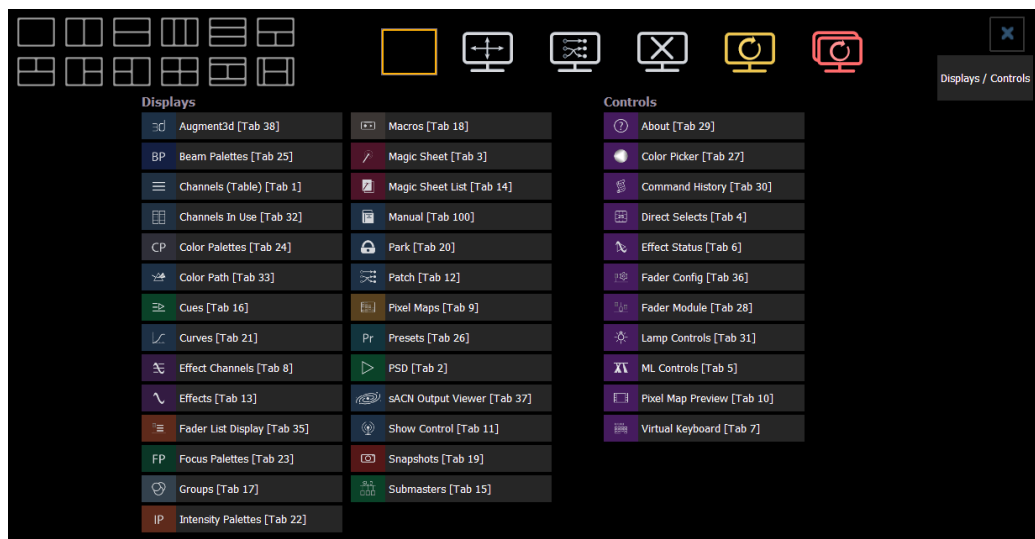 Displays / Controls
Displays
3d Augment3d [Tab 38]
BP Beam Palettes [Tab 25]
Channels (Table) [Tab 1]
Channels In Use [Tab 32]
CP Color Palettes [Tab 24]
Color Path [Tab 33]
Cues [Tab 16]
Curves [Tab 21]
Effect Channels [Tab 8]
Effects [Tab 13]
Fader List Display [Tab 35]
FP Focus Palettes [Tab 23]
Groups [Tab 17]
IP Intensity Palettes [Tab 22]
Macros [Tab 18]
Magic Sheet [Tab 3]
Magic Sheet List [Tab 14]
Manual [Tab 100]
Park [Tab 20]
Patch [Tab 12]
Pixel Maps [Tab 9]
Pr Presets [Tab 26]
PSD [Tab 2]
sACN Output Viewer [Tab 37]
Show Control [Tab 11]
Snapshots [Tab 19]
Submasters [Tab 15]
Controls
? About [Tab 29]
Color Picker [Tab 27]
Command History [Tab 30]
Direct Selects [Tab 4]
Effect Status [Tab 6]
Fader Config [Tab 36]
Fader Module [Tab 28]
Lamp Controls [Tab 31]
ML Controls [Tab 5]
Pixel Map Preview [Tab 10]
Virtual Keyboard [Tab 7]